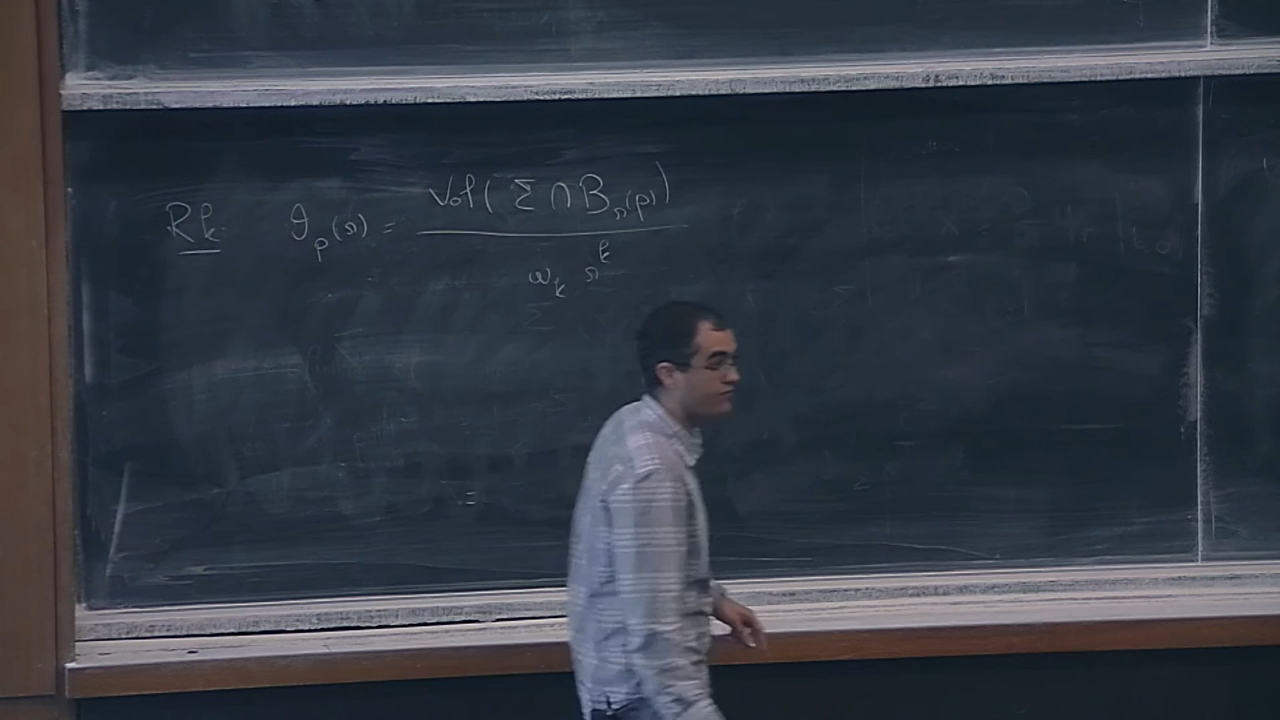 Rk θ_p(r) = Vol(Σ ∩ B_r(p)) / ω_k r^k